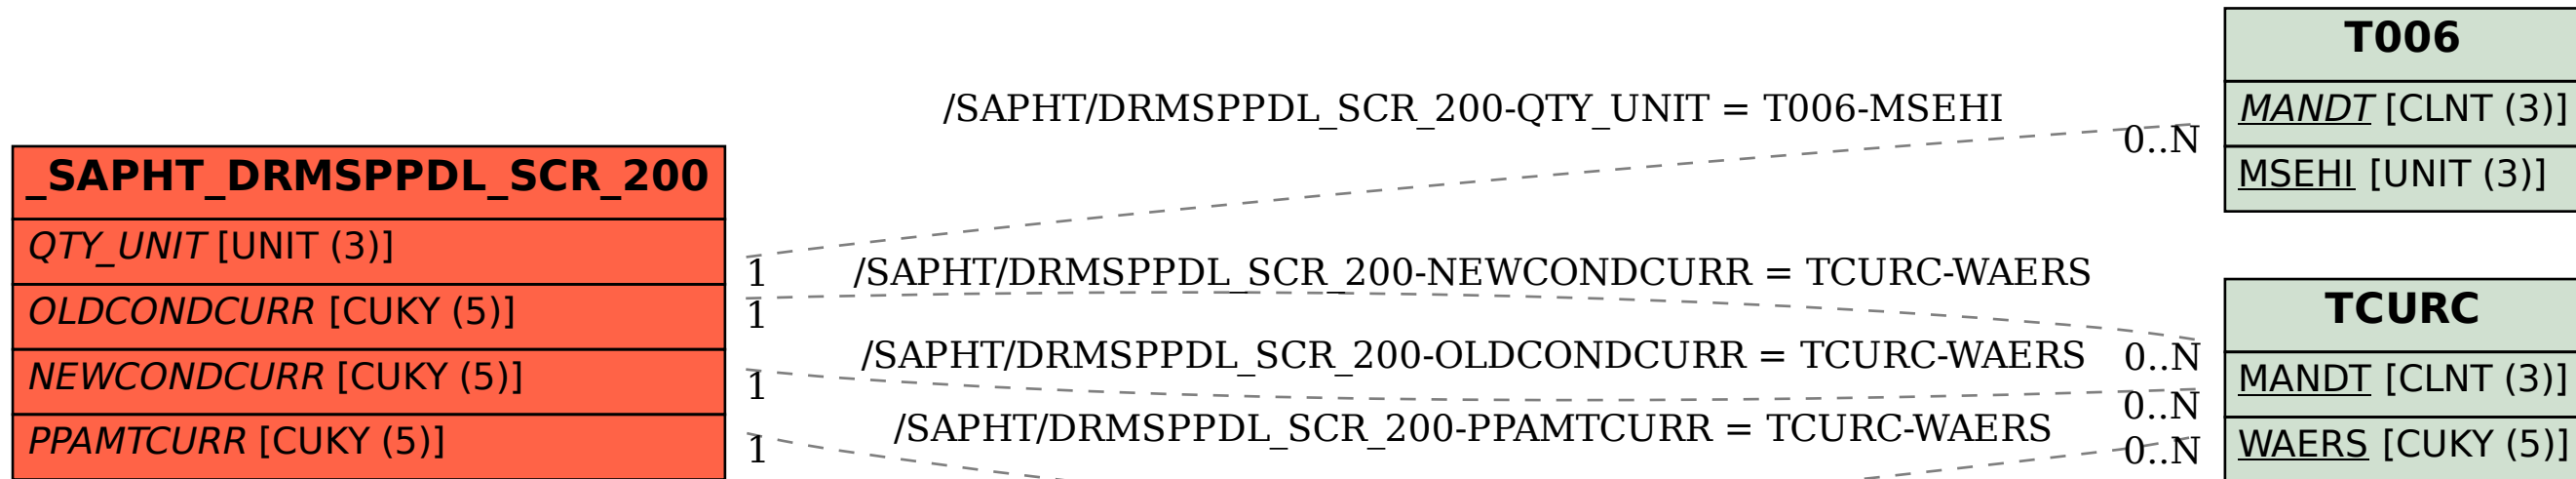 T006
MANDT [CLNT (3)]
MSEHI [UNIT (3)]
/SAPHT/DRMSPPDL_SCR_200-QTY_UNIT = T006-MSEHI
0..N
_SAPHT_DRMSPPDL_SCR_200
QTY_UNIT [UNIT (3)]
OLDCONDCURR [CUKY (5)]
NEWCONDCURR [CUKY (5)]
PPAMTCURR [CUKY (5)]
1
/SAPHT/DRMSPPDL_SCR_200-NEWCONDCURR = TCURC-WAERS
1
/SAPHT/DRMSPPDL_SCR_200-OLDCONDCURR = TCURC-WAERS
0..N
1
0..N
/SAPHT/DRMSPPDL_SCR_200-PPAMTCURR = TCURC-WAERS
1
0..N
TCURC
MANDT [CLNT (3)]
WAERS [CUKY (5)]